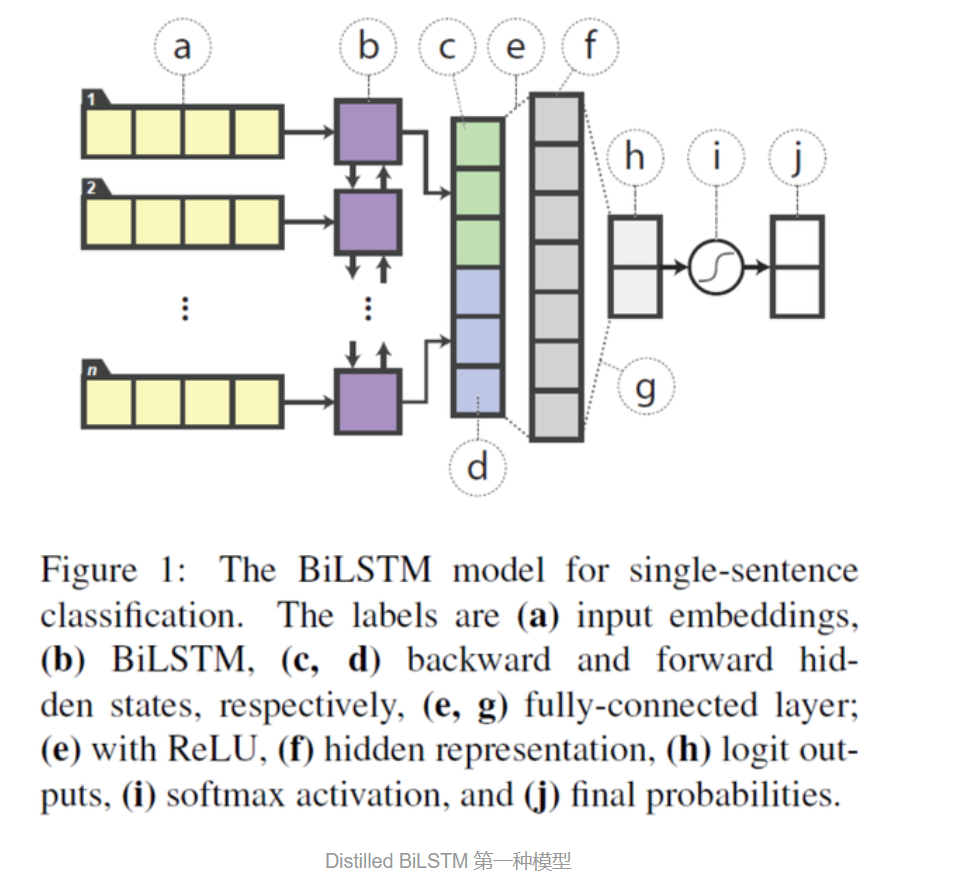 a
b
c
e
f
1
2
h
i
j
n
g
d
Figure 1: The BiLSTM model for single-sentence
classification. The labels are (a) input embeddings,
(b) BiLSTM, (c, d) backward and forward hid-
den states, respectively, (e, g) fully-connected layer;
(e) with ReLU, (f) hidden representation, (h) logit out-
puts, (i) softmax activation, and (j) final probabilities.
Distilled BiLSTM 第一种模型